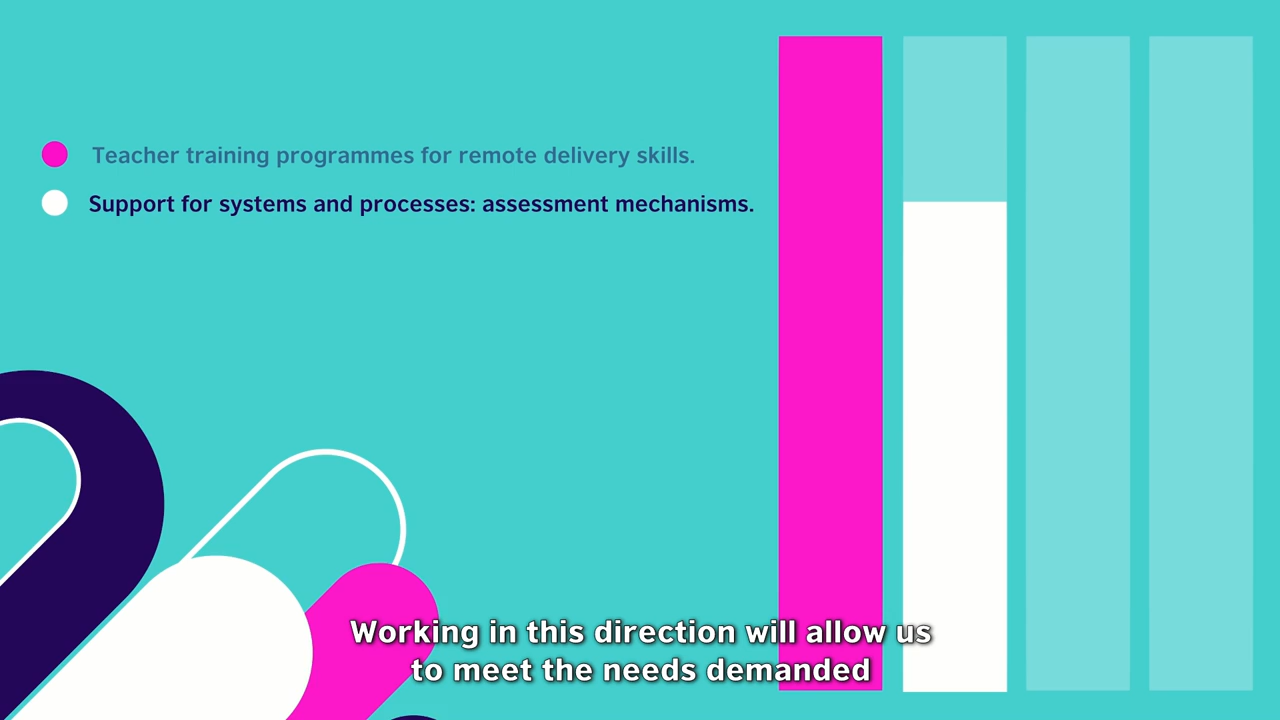 Teacher training programmes for remote delivery skills.
Support for systems and processes: assessment mechanisms.
Working in this direction will allow us
to meet the needs demanded